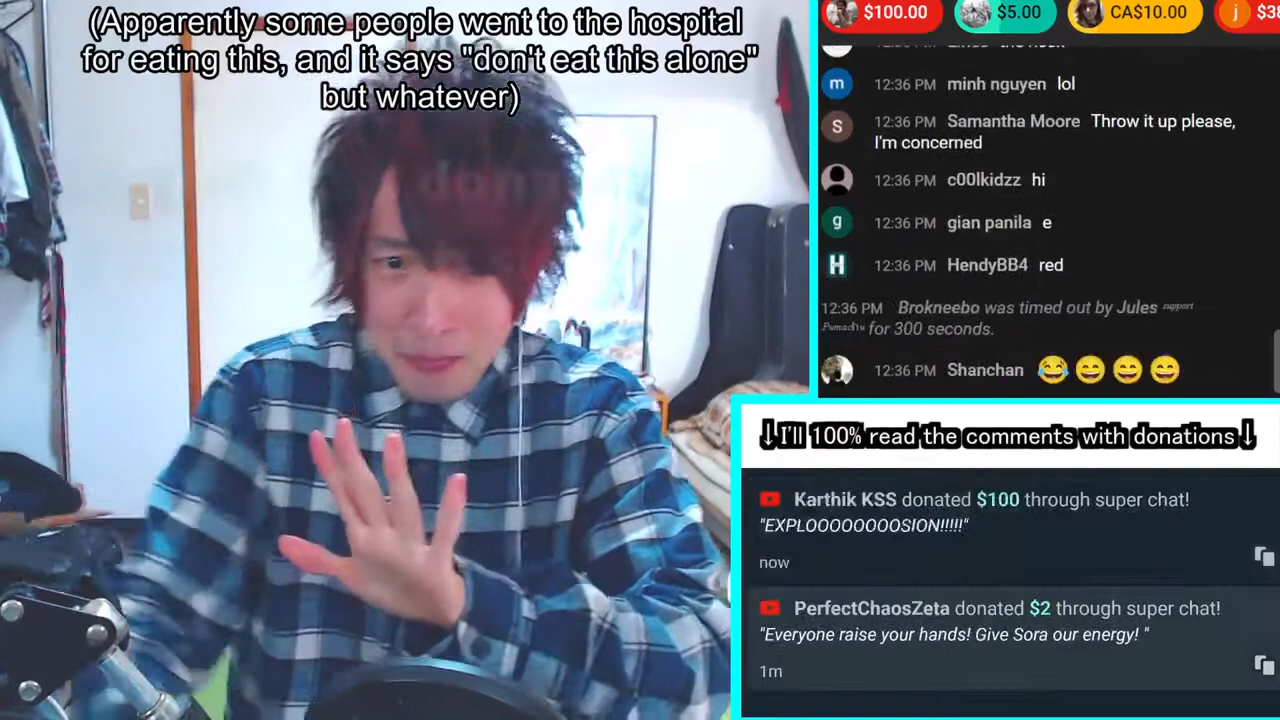 (Apparently some people went to the hospital
for eating this, and it says "don't eat this alone"
but whatever)
$100.00
$5.00
CA$10.00
j
m 12:36 PM minh nguyen lol
S 12:36 PM Samantha Moore Throw it up please,
I'm concerned
12:36 PM c00lkidzz hi
g 12:36 PM gian panila e
H 12:36 PM HendyBB4 red
12:36 PM Brokneebo was timed out by Jules support
for 300 seconds.
12:36 PM Shanchan 😂😄😄😄
↓I'll 100% read the comments with donations↓
Karthik KSS donated $100 through super chat!
"EXPLOOOOOOOOSION!!!!!"
now
PerfectChaosZeta donated $2 through super chat!
"Everyone raise your hands! Give Sora our energy! "
1m